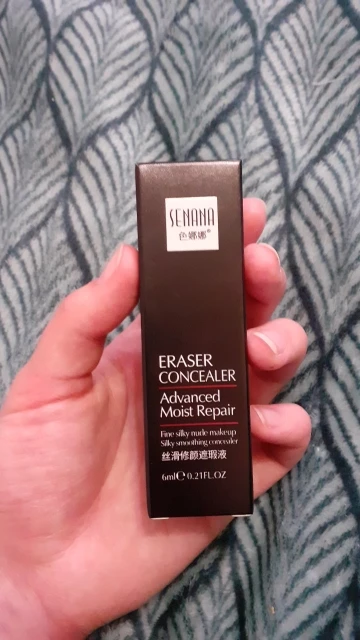 SENANA
色娜娜®
ERASER
CONCEALER
Advanced
Moist Repair
Fine silky nude makeup
Silky smoothing concealer
丝滑修颜遮瑕液
6ml℮0.21FL.OZ